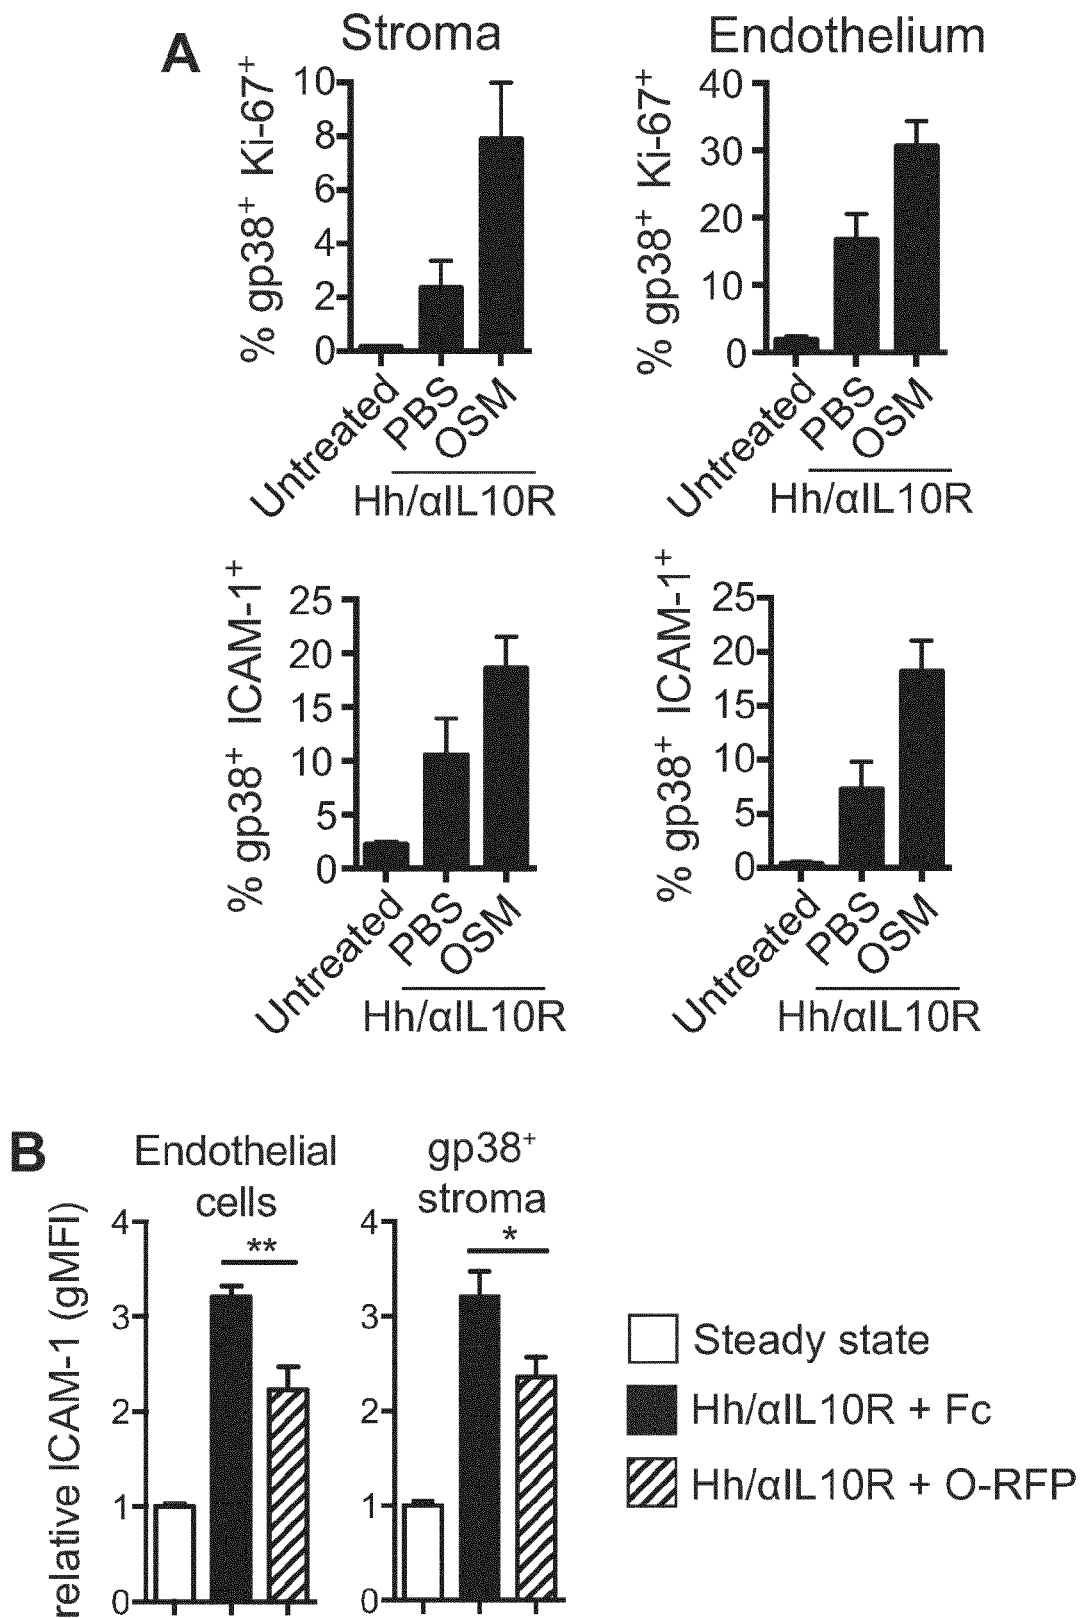 A
Stroma
Endothelium
% gp38⁺ Ki-67⁺
10
8
6
4
2
0
Untreated
PBS
OSM
Hh/αIL10R
% gp38⁺ Ki-67⁺
40
30
20
10
0
Untreated
PBS
OSM
Hh/αIL10R
% gp38⁺ ICAM-1⁺
25
20
15
10
5
0
Untreated
PBS
OSM
Hh/αIL10R
% gp38⁺ ICAM-1⁺
25
20
15
10
5
0
Untreated
PBS
OSM
Hh/αIL10R
B
Endothelial
cells
relative ICAM-1 (gMFI)
4
3
2
1
0
**
gp38⁺
stroma
4
3
2
1
0
*
Steady state
Hh/αIL10R + Fc
Hh/αIL10R + O-RFP